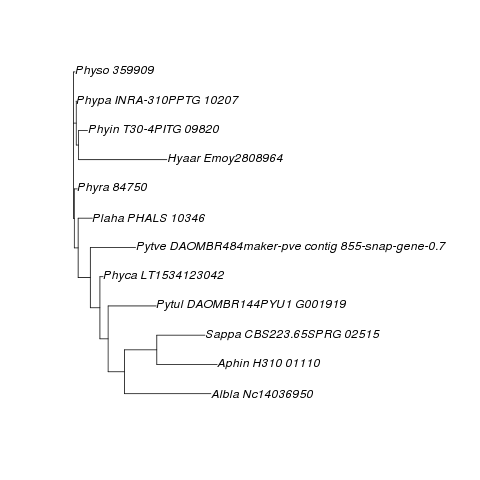 Physo 359909
Phypa INRA-310PPTG 10207
Phyin T30-4PITG 09820
Hyaar Emoy2808964
Phyra 84750
Plaha PHALS 10346
Pytve DAOMBR484maker-pve contig 855-snap-gene-0.7
Phyca LT1534123042
Pytul DAOMBR144PYU1 G001919
Sappa CBS223.65SPRG 02515
Aphin H310 01110
Albla Nc14036950